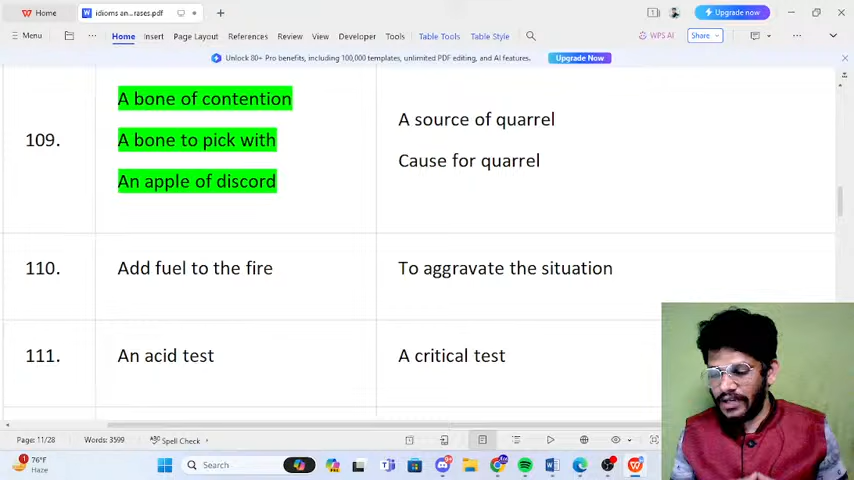 Home
idioms an...rases.pdf
Upgrade now
Menu
Home Insert Page Layout References Review View Developer Tools Table Tools Table Style
WPS AI
Share
Unlock 80+ Pro benefits, including 100,000 templates, unlimited PDF editing, and AI features.
Upgrade Now
109.
A bone of contention
A bone to pick with
An apple of discord
A source of quarrel
Cause for quarrel
110.
Add fuel to the fire
To aggravate the situation
111.
An acid test
A critical test
Page: 11/28 Words: 3599 Spell Check
76°F
Haze
Search